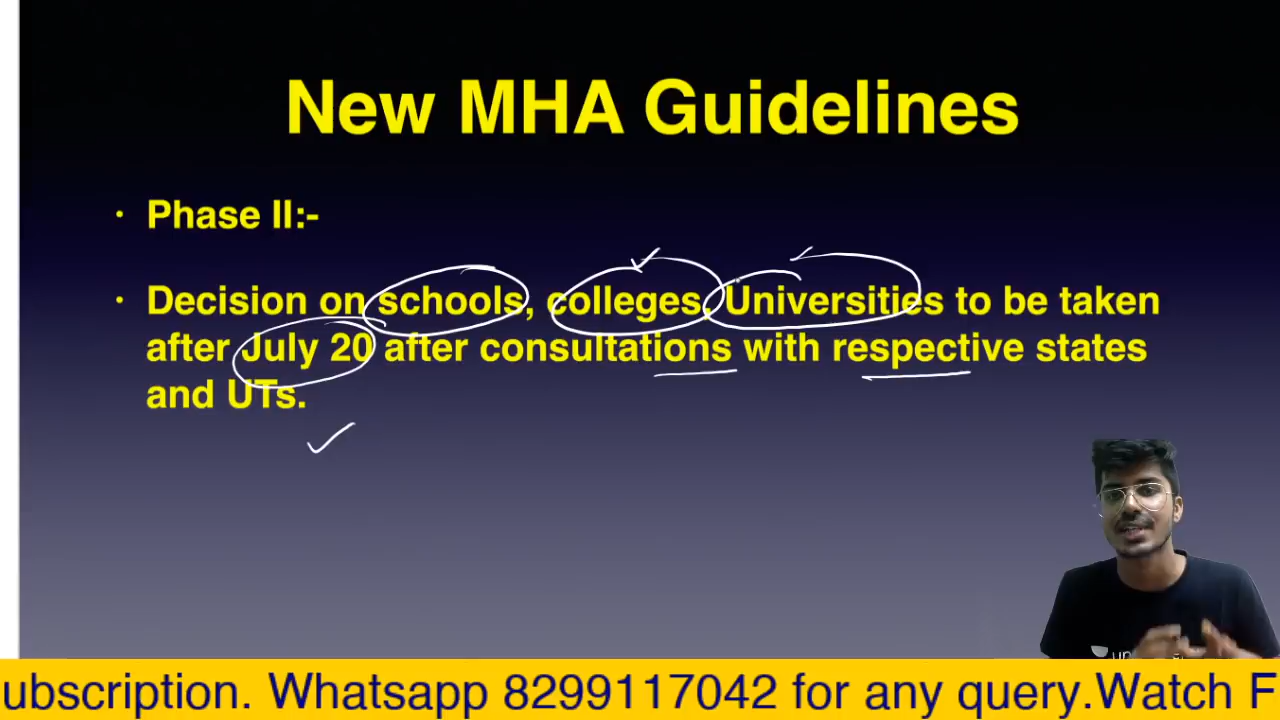 New MHA Guidelines
• Phase II:-
• Decision on schools, colleges, Universities to be taken
after July 20 after consultations with respective states
and UTs.
ubscription. Whatsapp 8299117042 for any query.Watch F